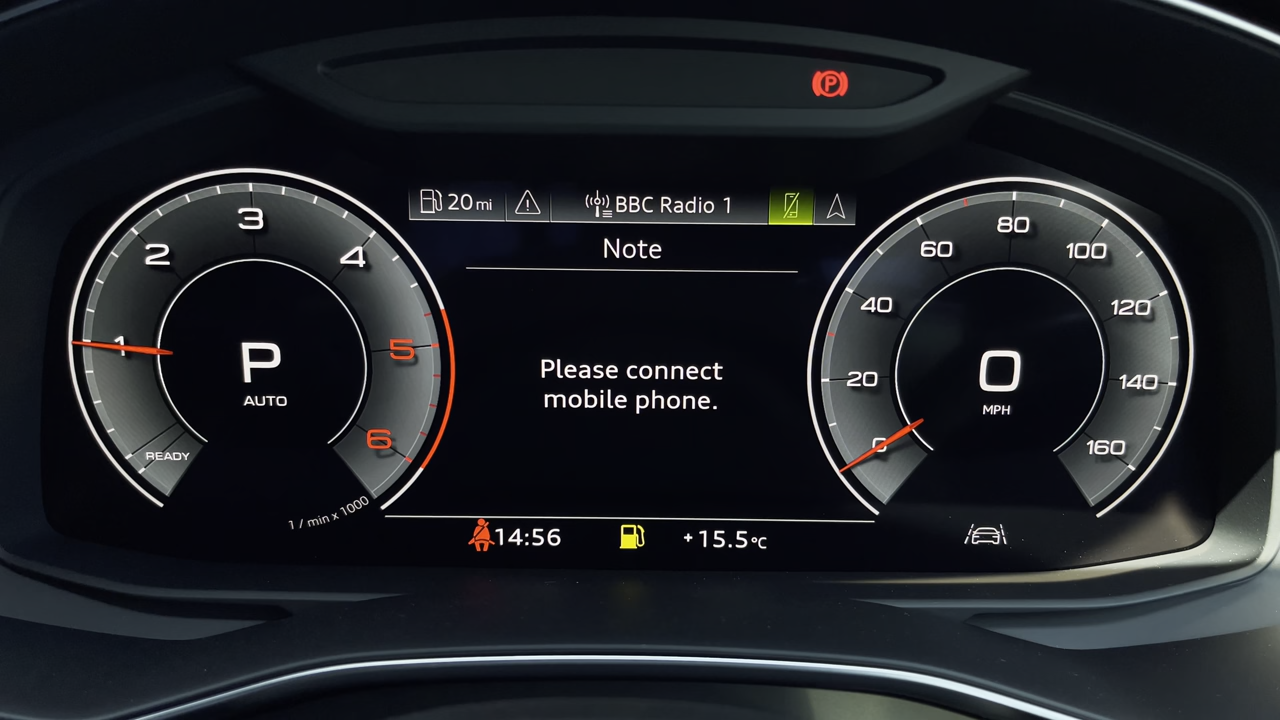 P
20 mi
BBC Radio 1
Note
Please connect
mobile phone.
1
2
3
4
5
6
READY
1 / min x 1000
P
AUTO
0
20
40
60
80
100
120
140
160
0
MPH
14:56
+15.5°C